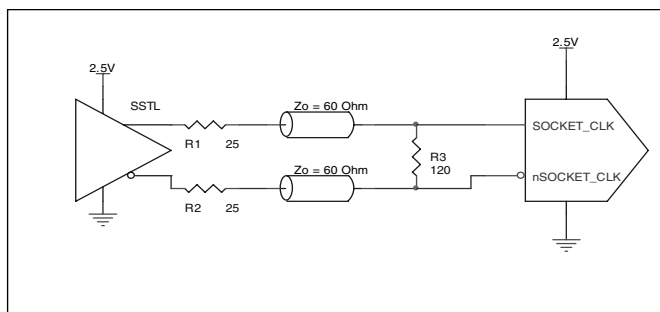 2.5V
2.5V
SSTL
Zo = 60 Ohm
SOCKET_CLK
R1 25
R3
120
Zo = 60 Ohm
nSOCKET_CLK
R2 25